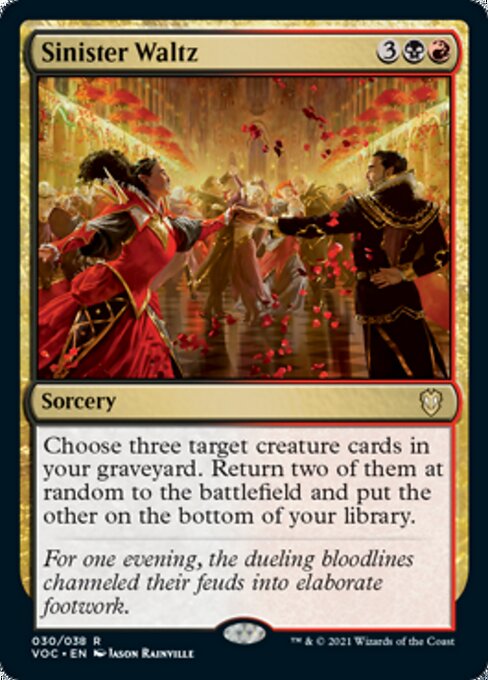 Sinister Waltz 3
Sorcery
Choose three target creature cards in
your graveyard. Return two of them at
random to the battlefield and put the
other on the bottom of your library.
For one evening, the dueling bloodlines
channeled their feuds into elaborate
footwork.
030/038 R
VOC • EN Jason Rainville
™ & © 2021 Wizards of the Coast